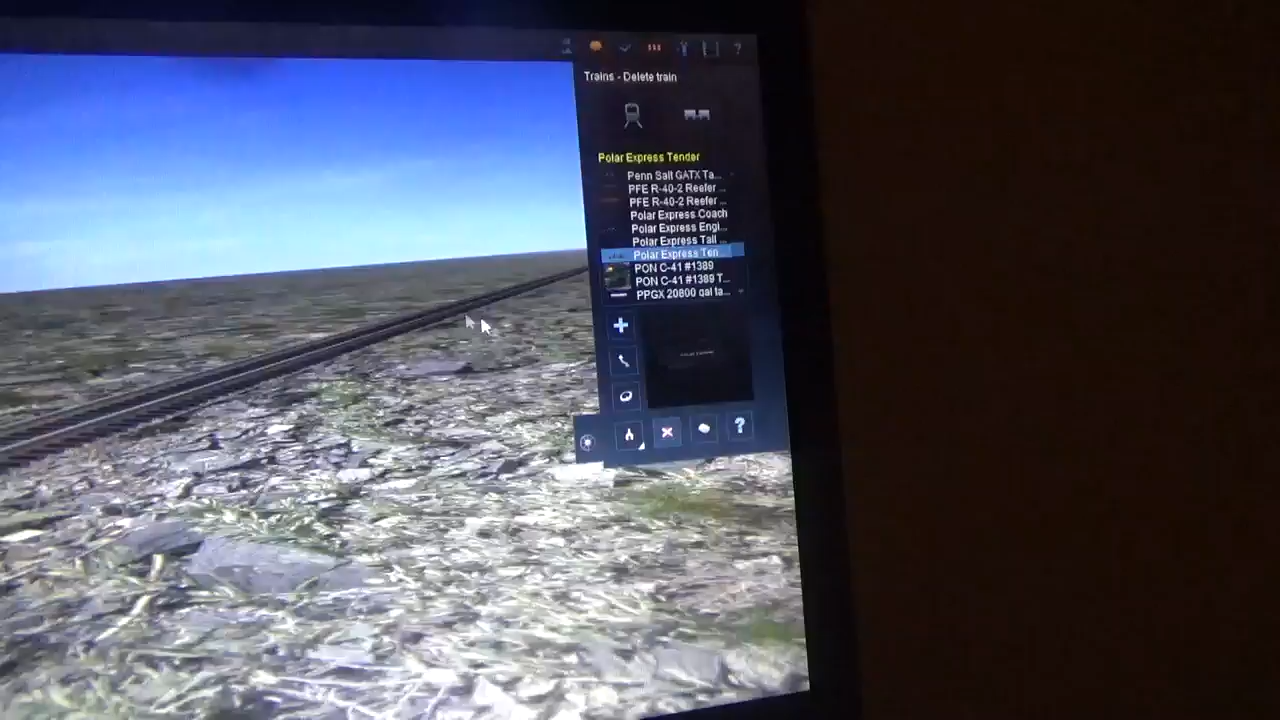 ?
Trains - Delete train
Polar Express Tender
Penn Salt GATX Ta...
PFE R-40-2 Reefer ...
PFE R-40-2 Reefer ...
Polar Express Coach
Polar Express Engi...
Polar Express Tail ...
Polar Express Ten
PON C-41 #1389
PON C-41 #1389 T...
PPGX 20800 gal ta...
?